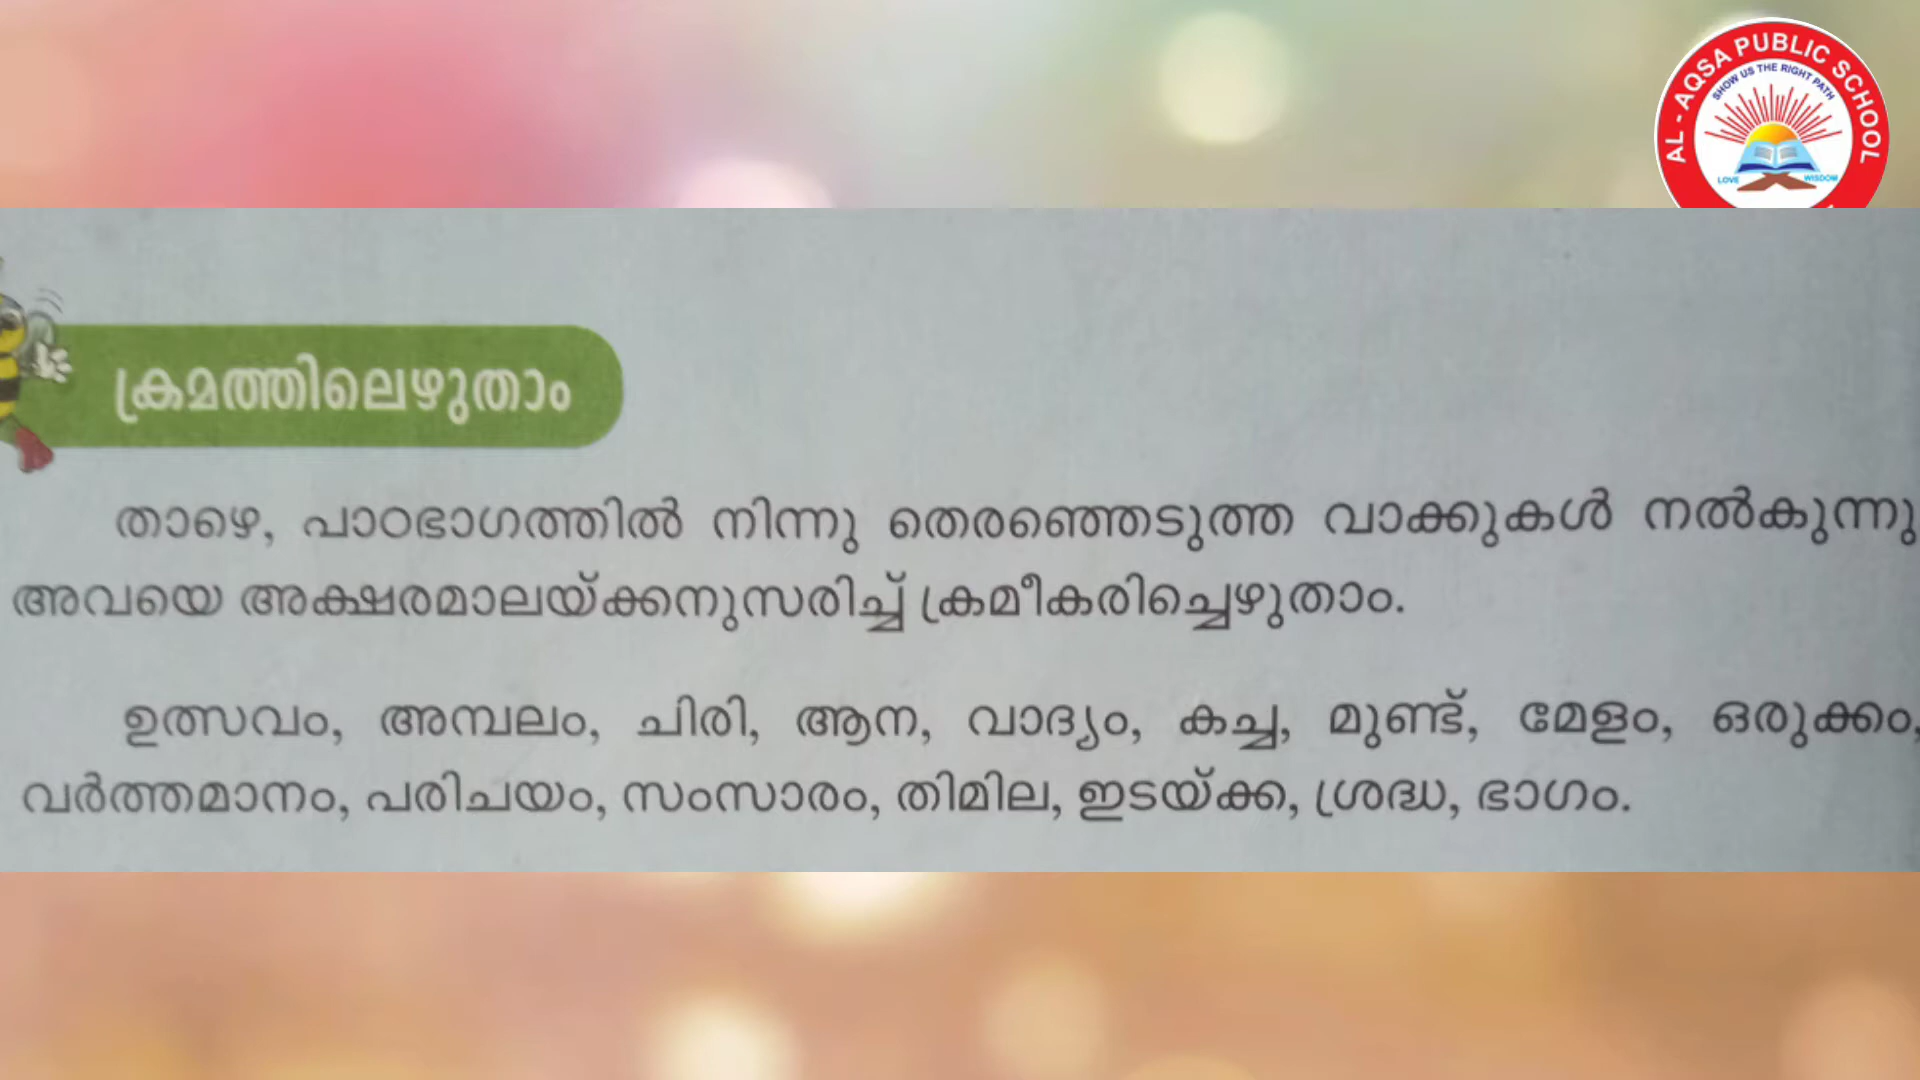 AL - AQSA PUBLIC SCHOOL
SHOW US THE RIGHT PATH
LOVE WISDOM
ക്രമത്തിലെഴുതാം
താഴെ, പാഠഭാഗത്തിൽ നിന്നു തെരഞ്ഞെടുത്ത വാക്കുകൾ നൽകുന്നു
അവയെ അക്ഷരമാലയ്ക്കനുസരിച്ച് ക്രമീകരിച്ചെഴുതാം.
ഉത്സവം, അമ്പലം, ചിരി, ആന, വാദ്യം, കച്ച, മുണ്ട്, മേളം, ഒരുക്കം,
വർത്തമാനം, പരിചയം, സംസാരം, തിമില, ഇടയ്ക്ക, ശ്രദ്ധ, ഭാഗം.